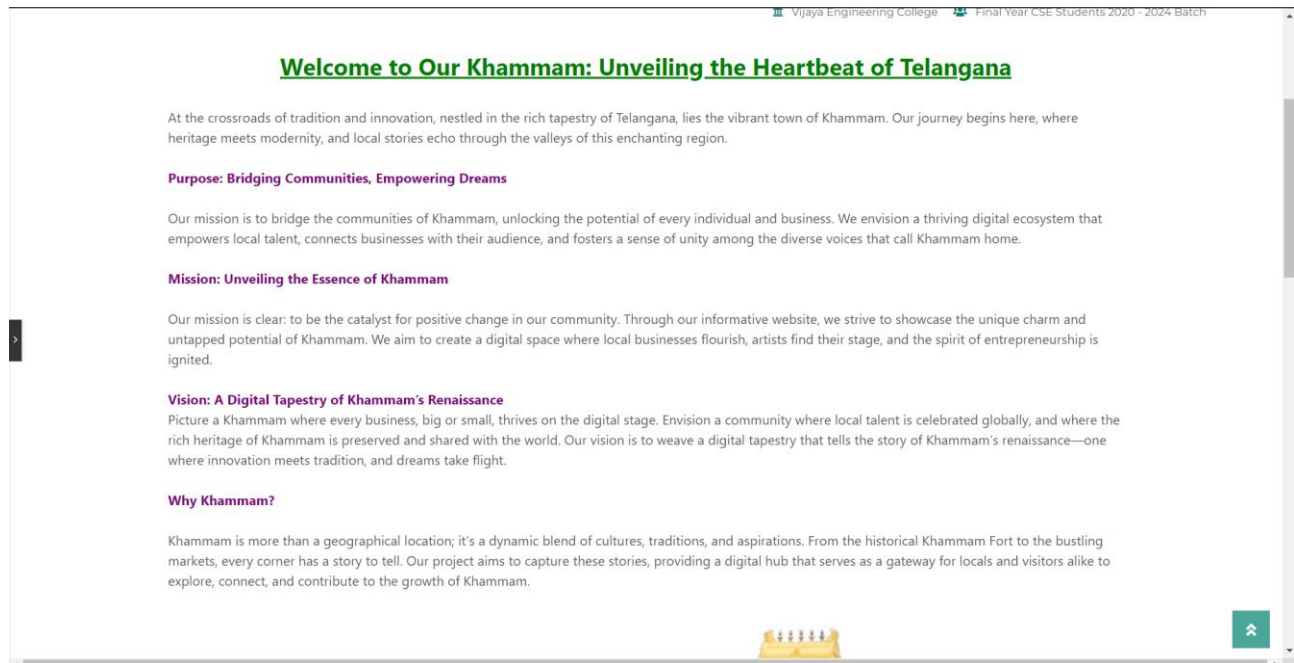 Vijaya Engineering College Final Year CSE Students 2020 - 2024 Batch
Welcome to Our Khammam: Unveiling the Heartbeat of Telangana
At the crossroads of tradition and innovation, nestled in the rich tapestry of Telangana, lies the vibrant town of Khammam. Our journey begins here, where
heritage meets modernity, and local stories echo through the valleys of this enchanting region.
Purpose: Bridging Communities, Empowering Dreams
Our mission is to bridge the communities of Khammam, unlocking the potential of every individual and business. We envision a thriving digital ecosystem that
empowers local talent, connects businesses with their audience, and fosters a sense of unity among the diverse voices that call Khammam home.
Mission: Unveiling the Essence of Khammam
Our mission is clear: to be the catalyst for positive change in our community. Through our informative website, we strive to showcase the unique charm and
untapped potential of Khammam. We aim to create a digital space where local businesses flourish, artists find their stage, and the spirit of entrepreneurship is
ignited.
Vision: A Digital Tapestry of Khammam's Renaissance
Picture a Khammam where every business, big or small, thrives on the digital stage. Envision a community where local talent is celebrated globally, and where the
rich heritage of Khammam is preserved and shared with the world. Our vision is to weave a digital tapestry that tells the story of Khammam's renaissance—one
where innovation meets tradition, and dreams take flight.
Why Khammam?
Khammam is more than a geographical location; it's a dynamic blend of cultures, traditions, and aspirations. From the historical Khammam Fort to the bustling
markets, every corner has a story to tell. Our project aims to capture these stories, providing a digital hub that serves as a gateway for locals and visitors alike to
explore, connect, and contribute to the growth of Khammam.